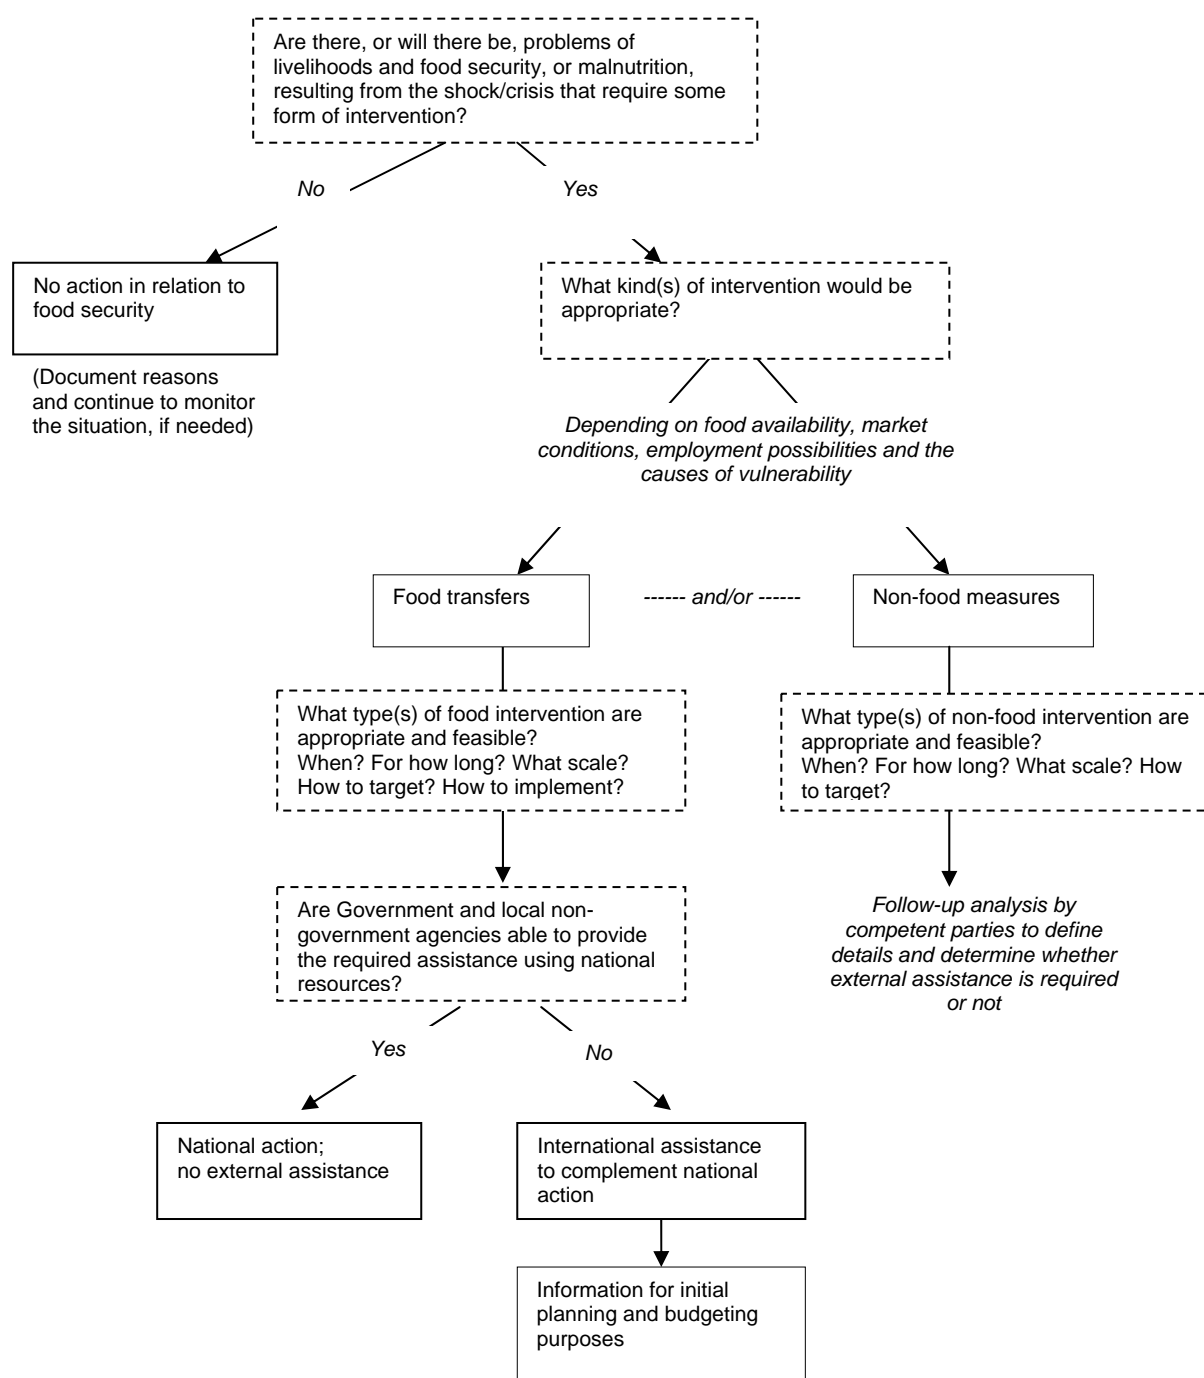 Are there, or will there be, problems of
livelihoods and food security, or malnutrition,
resulting from the shock/crisis that require some
form of intervention?
No
Yes
No action in relation to
food security
(Document reasons
and continue to monitor
the situation, if needed)
What kind(s) of intervention would be
appropriate?
Depending on food availability, market
conditions, employment possibilities and the
causes of vulnerability
Food transfers
------ and/or ------
Non-food measures
What type(s) of food intervention are
appropriate and feasible?
When? For how long? What scale?
How to target? How to implement?
What type(s) of non-food intervention are
appropriate and feasible?
When? For how long? What scale? How
to target?
Are Government and local non-
government agencies able to provide
the required assistance using national
resources?
Follow-up analysis by
competent parties to define
details and determine whether
external assistance is required
or not
Yes
No
National action;
no external assistance
International assistance
to complement national
action
Information for initial
planning and budgeting
purposes